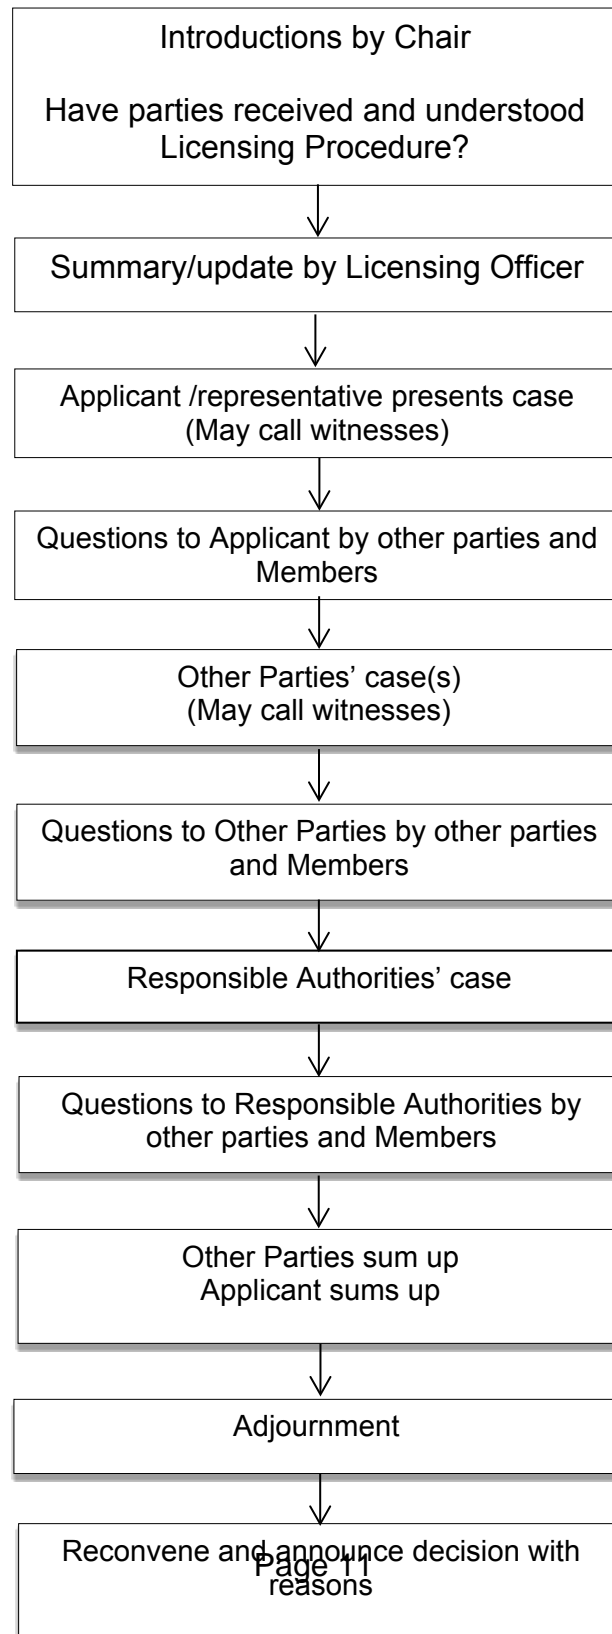 Introductions by Chair
Have parties received and understood
Licensing Procedure?
Summary/update by Licensing Officer
Applicant /representative presents case
(May call witnesses)
Questions to Applicant by other parties and
Members
Other Parties’ case(s)
(May call witnesses)
Questions to Other Parties by other parties
and Members
Responsible Authorities’ case
Questions to Responsible Authorities by
other parties and Members
Other Parties sum up
Applicant sums up
Adjournment
Reconvene and announce decision with
reasons
Page 11